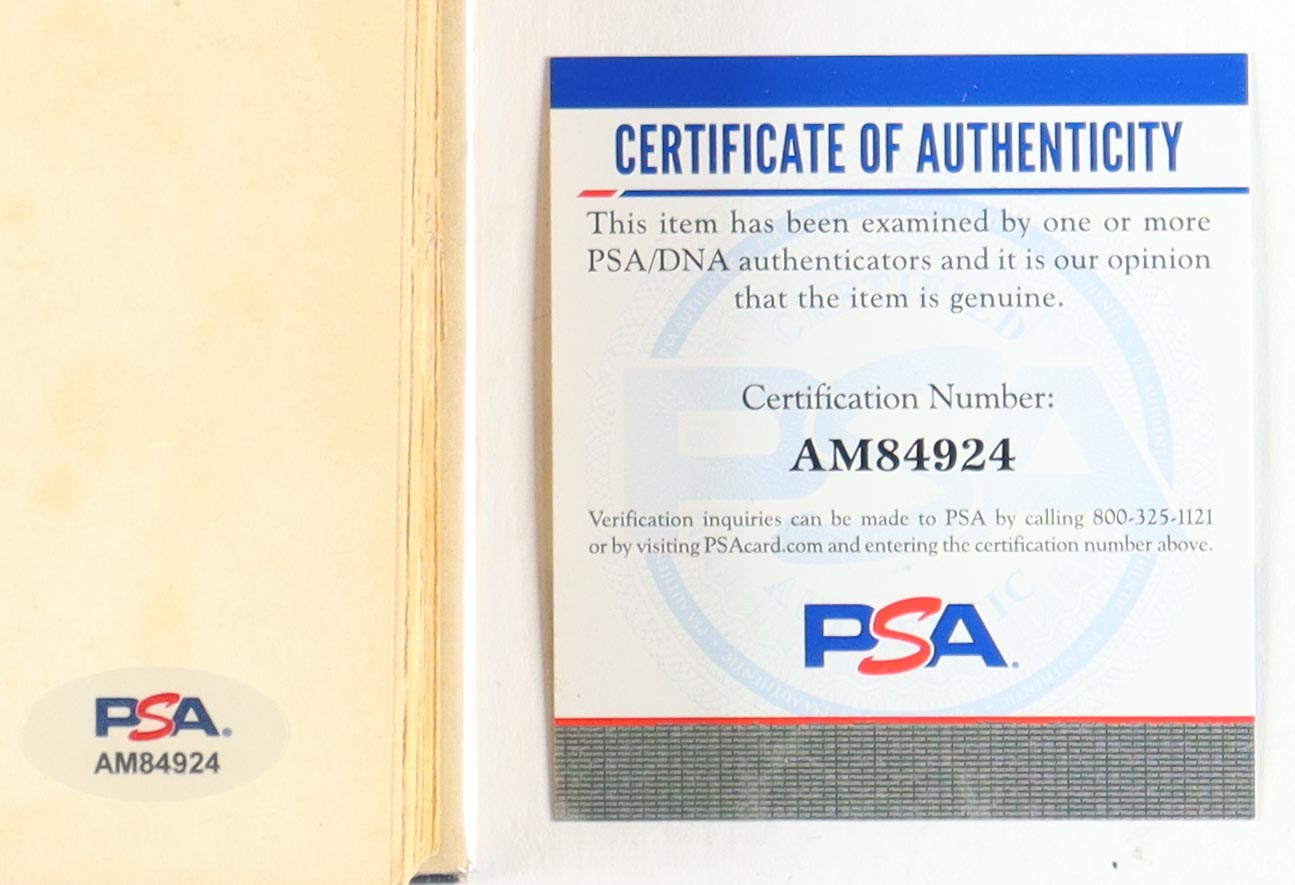 PSA.
AM84924
CERTIFICATE OF AUTHENTICITY
This item has been examined by one or more
PSA/DNA authenticators and it is our opinion
that the item is genuine.
Certification Number:
AM84924
Verification inquiries can be made to PSA by calling 800-325-1121
or by visiting PSAcard.com and entering the certification number above.
PSA.